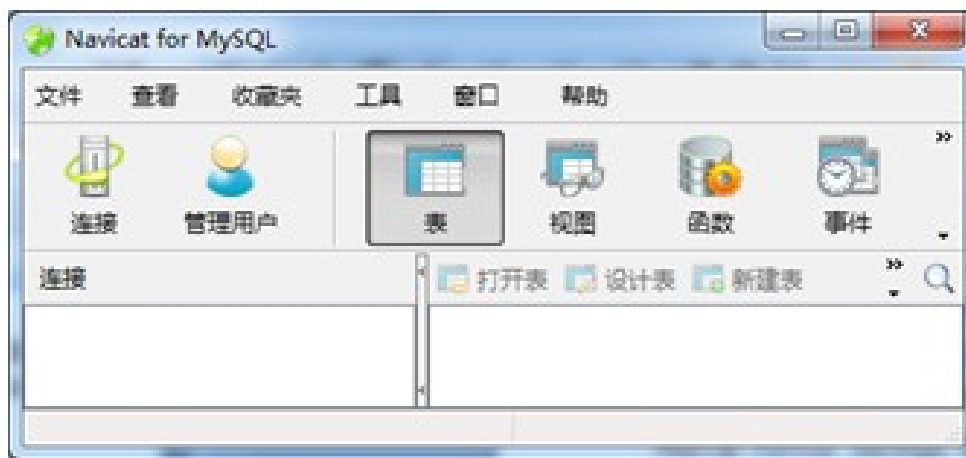 Navicat for MySQL
文件 查看 收藏夹 工具 窗口 帮助
连接 管理用户 表 视图 函数 事件
连接 打开表 设计表 新建表